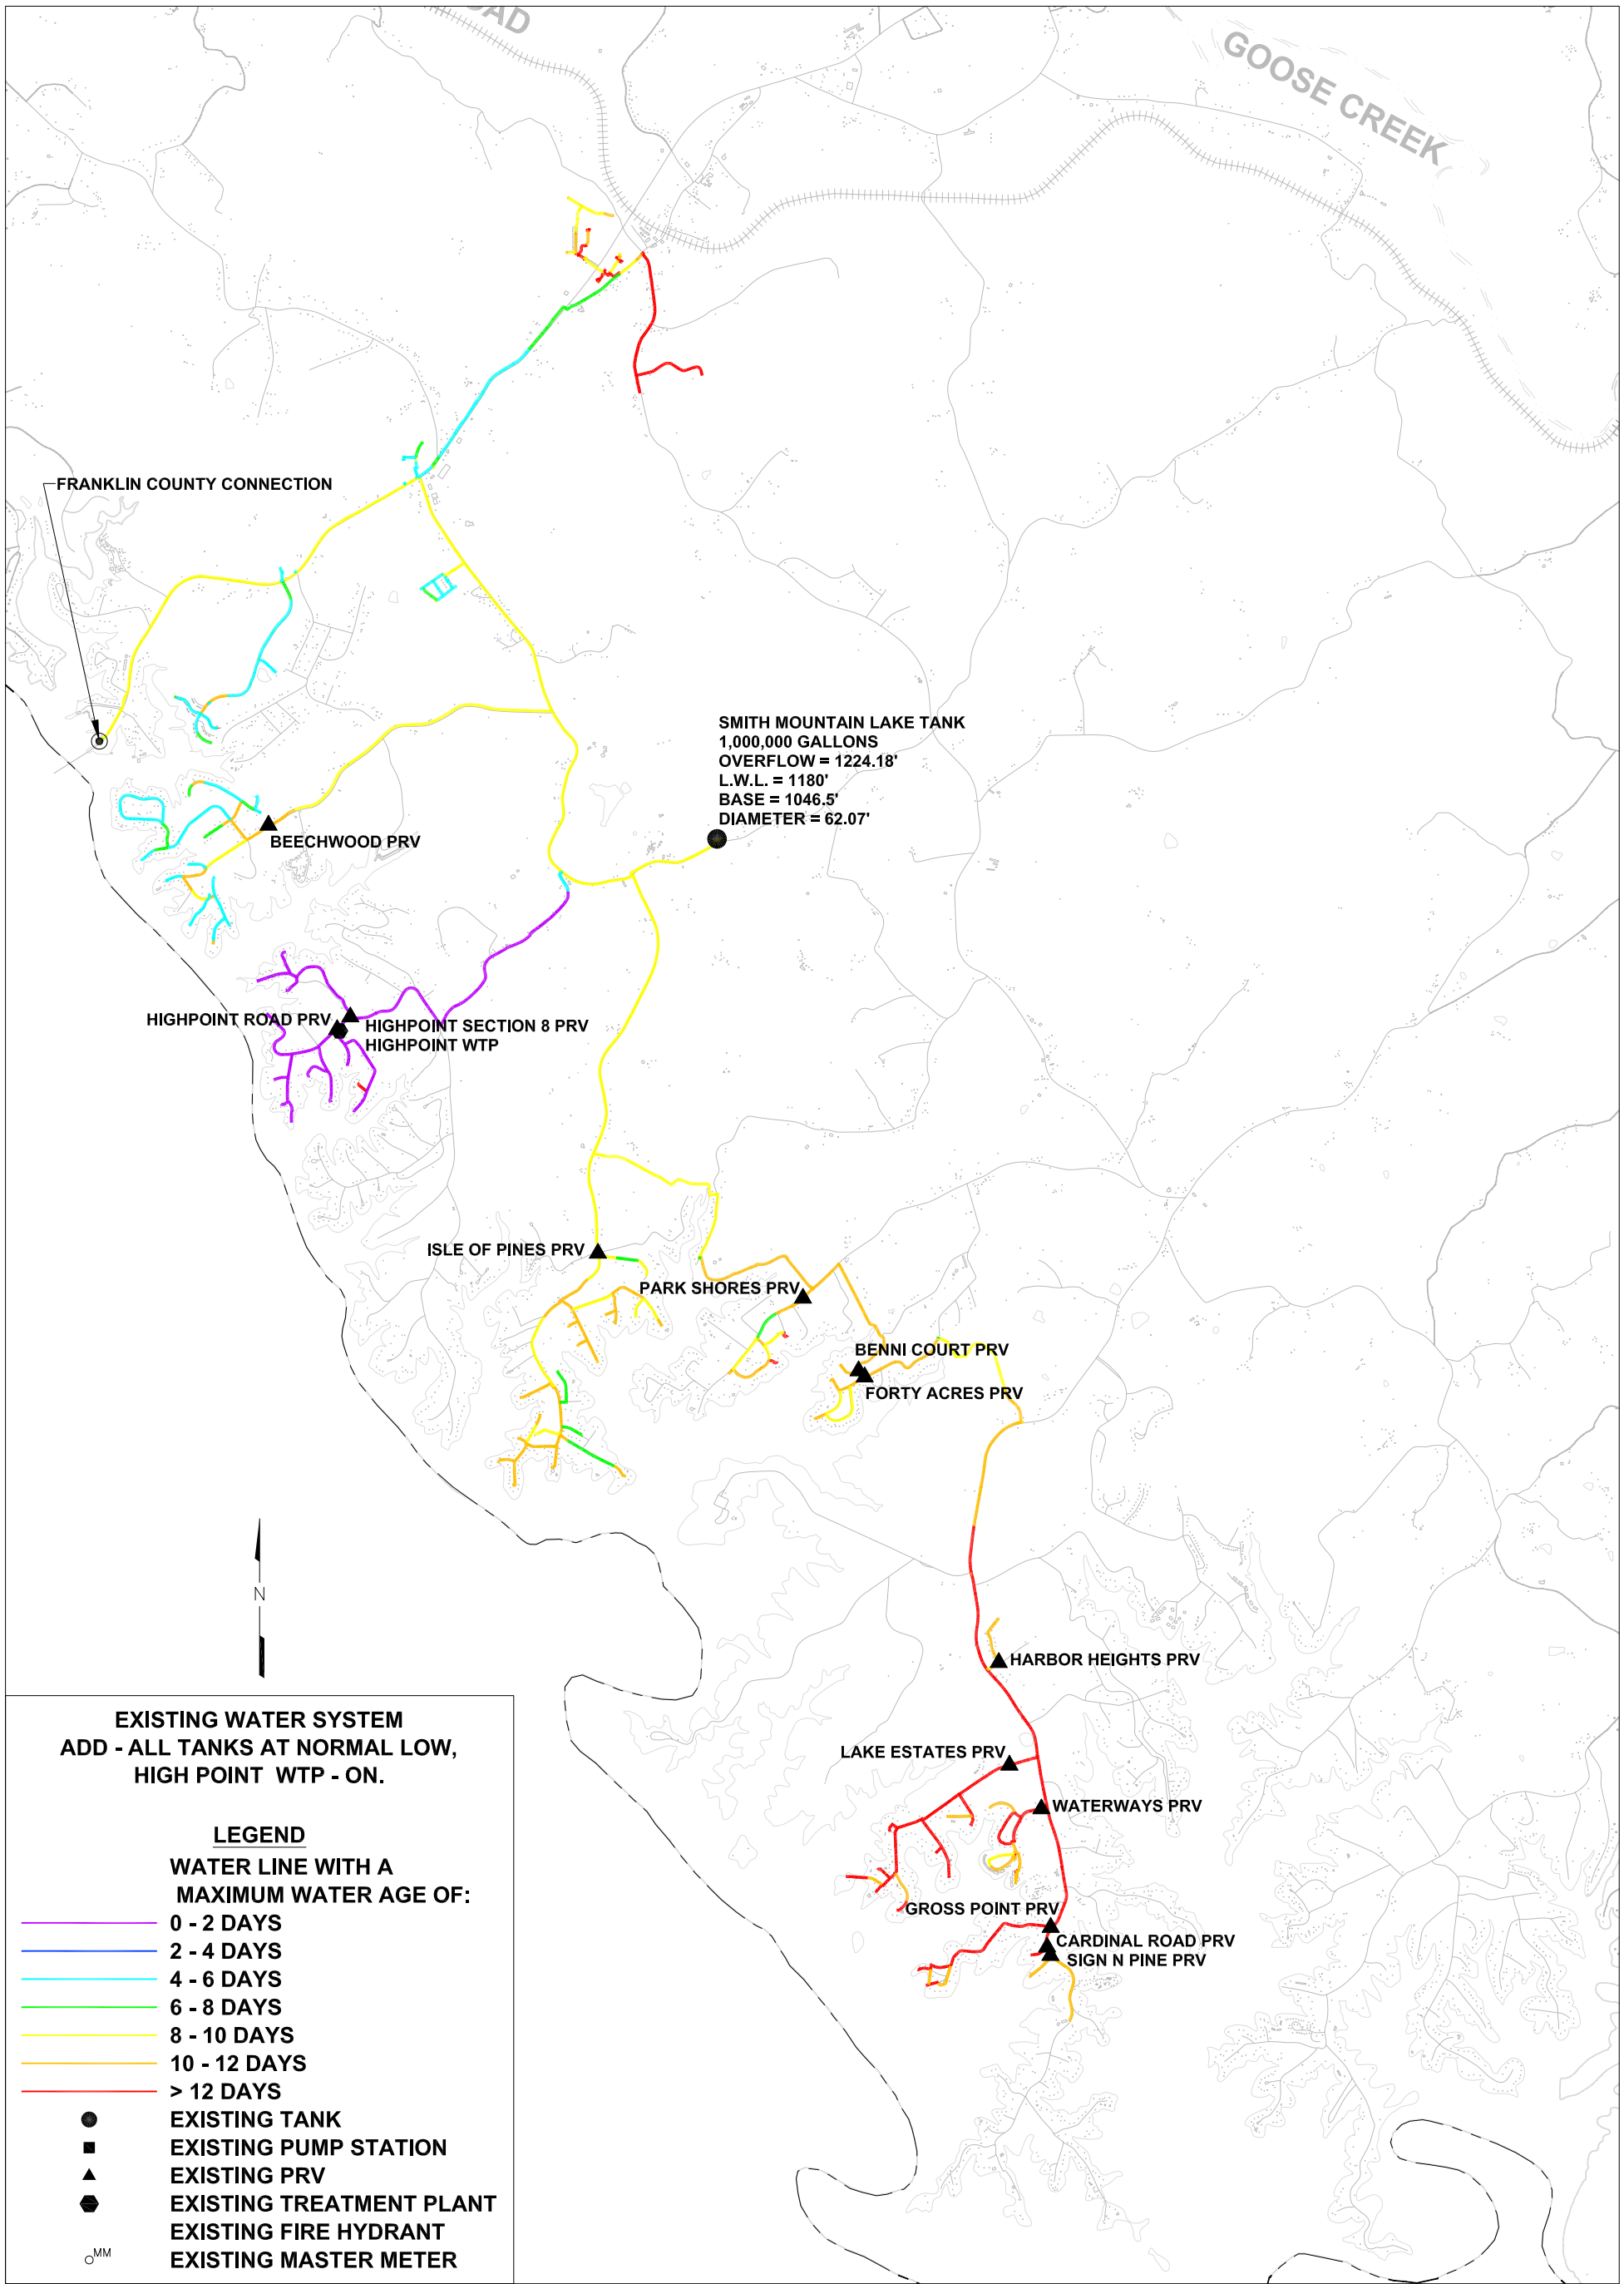 GOOSE CREEK
FRANKLIN COUNTY CONNECTION
SMITH MOUNTAIN LAKE TANK
1,000,000 GALLONS
OVERFLOW = 1224.18'
L.W.L. = 1180'
BASE = 1046.5'
DIAMETER = 62.07'
BEECHWOOD PRV
HIGHPOINT ROAD PRV
HIGHPOINT SECTION 8 PRV
HIGHPOINT WTP
ISLE OF PINES PRV
PARK SHORES PRV
BENNI COURT PRV
FORTY ACRES PRV
HARBOR HEIGHTS PRV
LAKE ESTATES PRV
WATERWAYS PRV
GROSS POINT PRV
CARDINAL ROAD PRV
SIGN N PINE PRV
N
EXISTING WATER SYSTEM
ADD - ALL TANKS AT NORMAL LOW,
HIGH POINT WTP - ON.
LEGEND
WATER LINE WITH A
MAXIMUM WATER AGE OF:
0 - 2 DAYS
2 - 4 DAYS
4 - 6 DAYS
6 - 8 DAYS
8 - 10 DAYS
10 - 12 DAYS
> 12 DAYS
EXISTING TANK
EXISTING PUMP STATION
EXISTING PRV
EXISTING TREATMENT PLANT
EXISTING FIRE HYDRANT
MM EXISTING MASTER METER